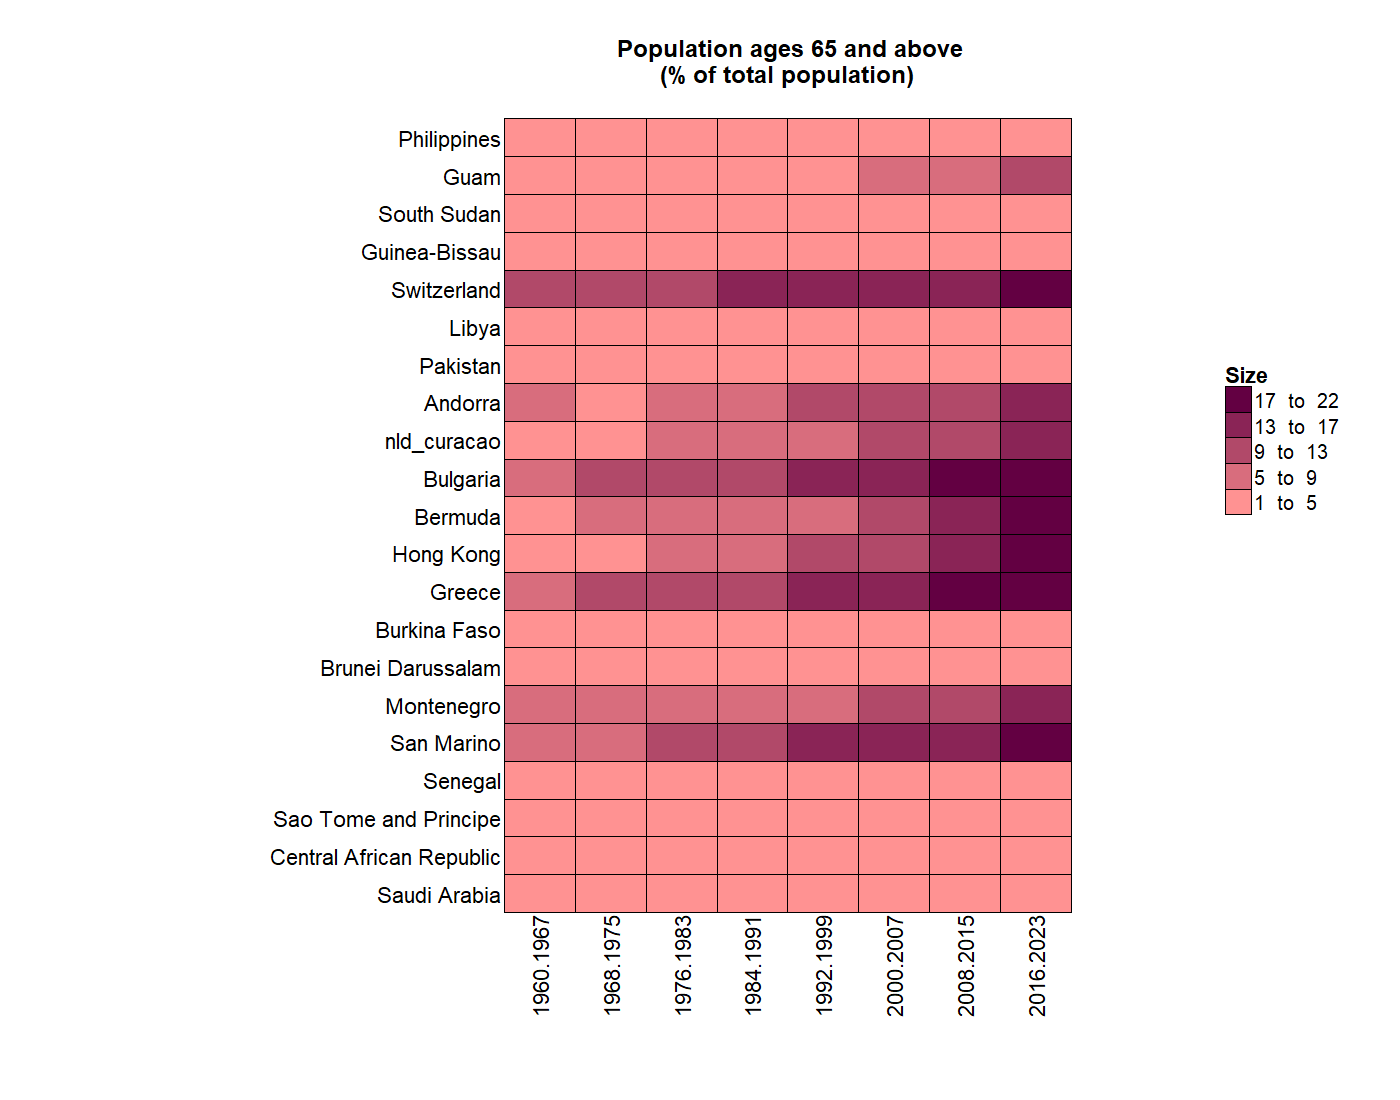 Population ages 65 and above
(% of total population)
Philippines
Guam
South Sudan
Guinea-Bissau
Switzerland
Libya
Pakistan
Andorra
nld_curacao
Bulgaria
Bermuda
Hong Kong
Greece
Burkina Faso
Brunei Darussalam
Montenegro
San Marino
Senegal
Sao Tome and Principe
Central African Republic
Saudi Arabia
1960.1967
1968.1975
1976.1983
1984.1991
1992.1999
2000.2007
2008.2015
2016.2023
Size
17 to 22
13 to 17
9 to 13
5 to 9
1 to 5